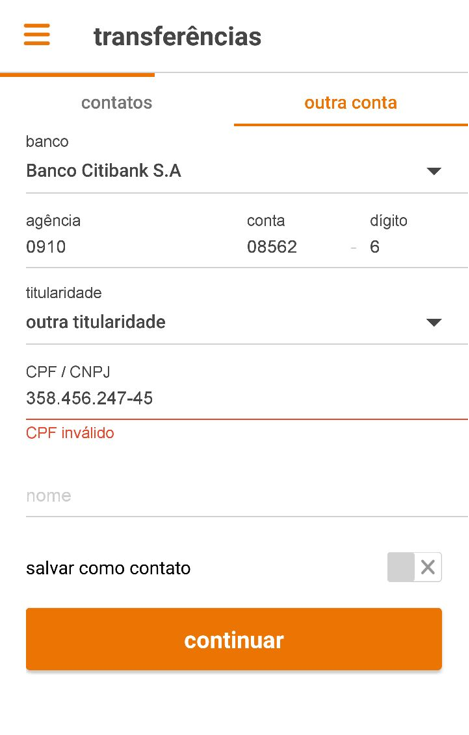 transferências
contatos outra conta
banco
Banco Citibank S.A
agência conta dígito
0910 08562 - 6
titularidade
outra titularidade
CPF / CNPJ
358.456.247-45
CPF inválido
nome
salvar como contato
continuar